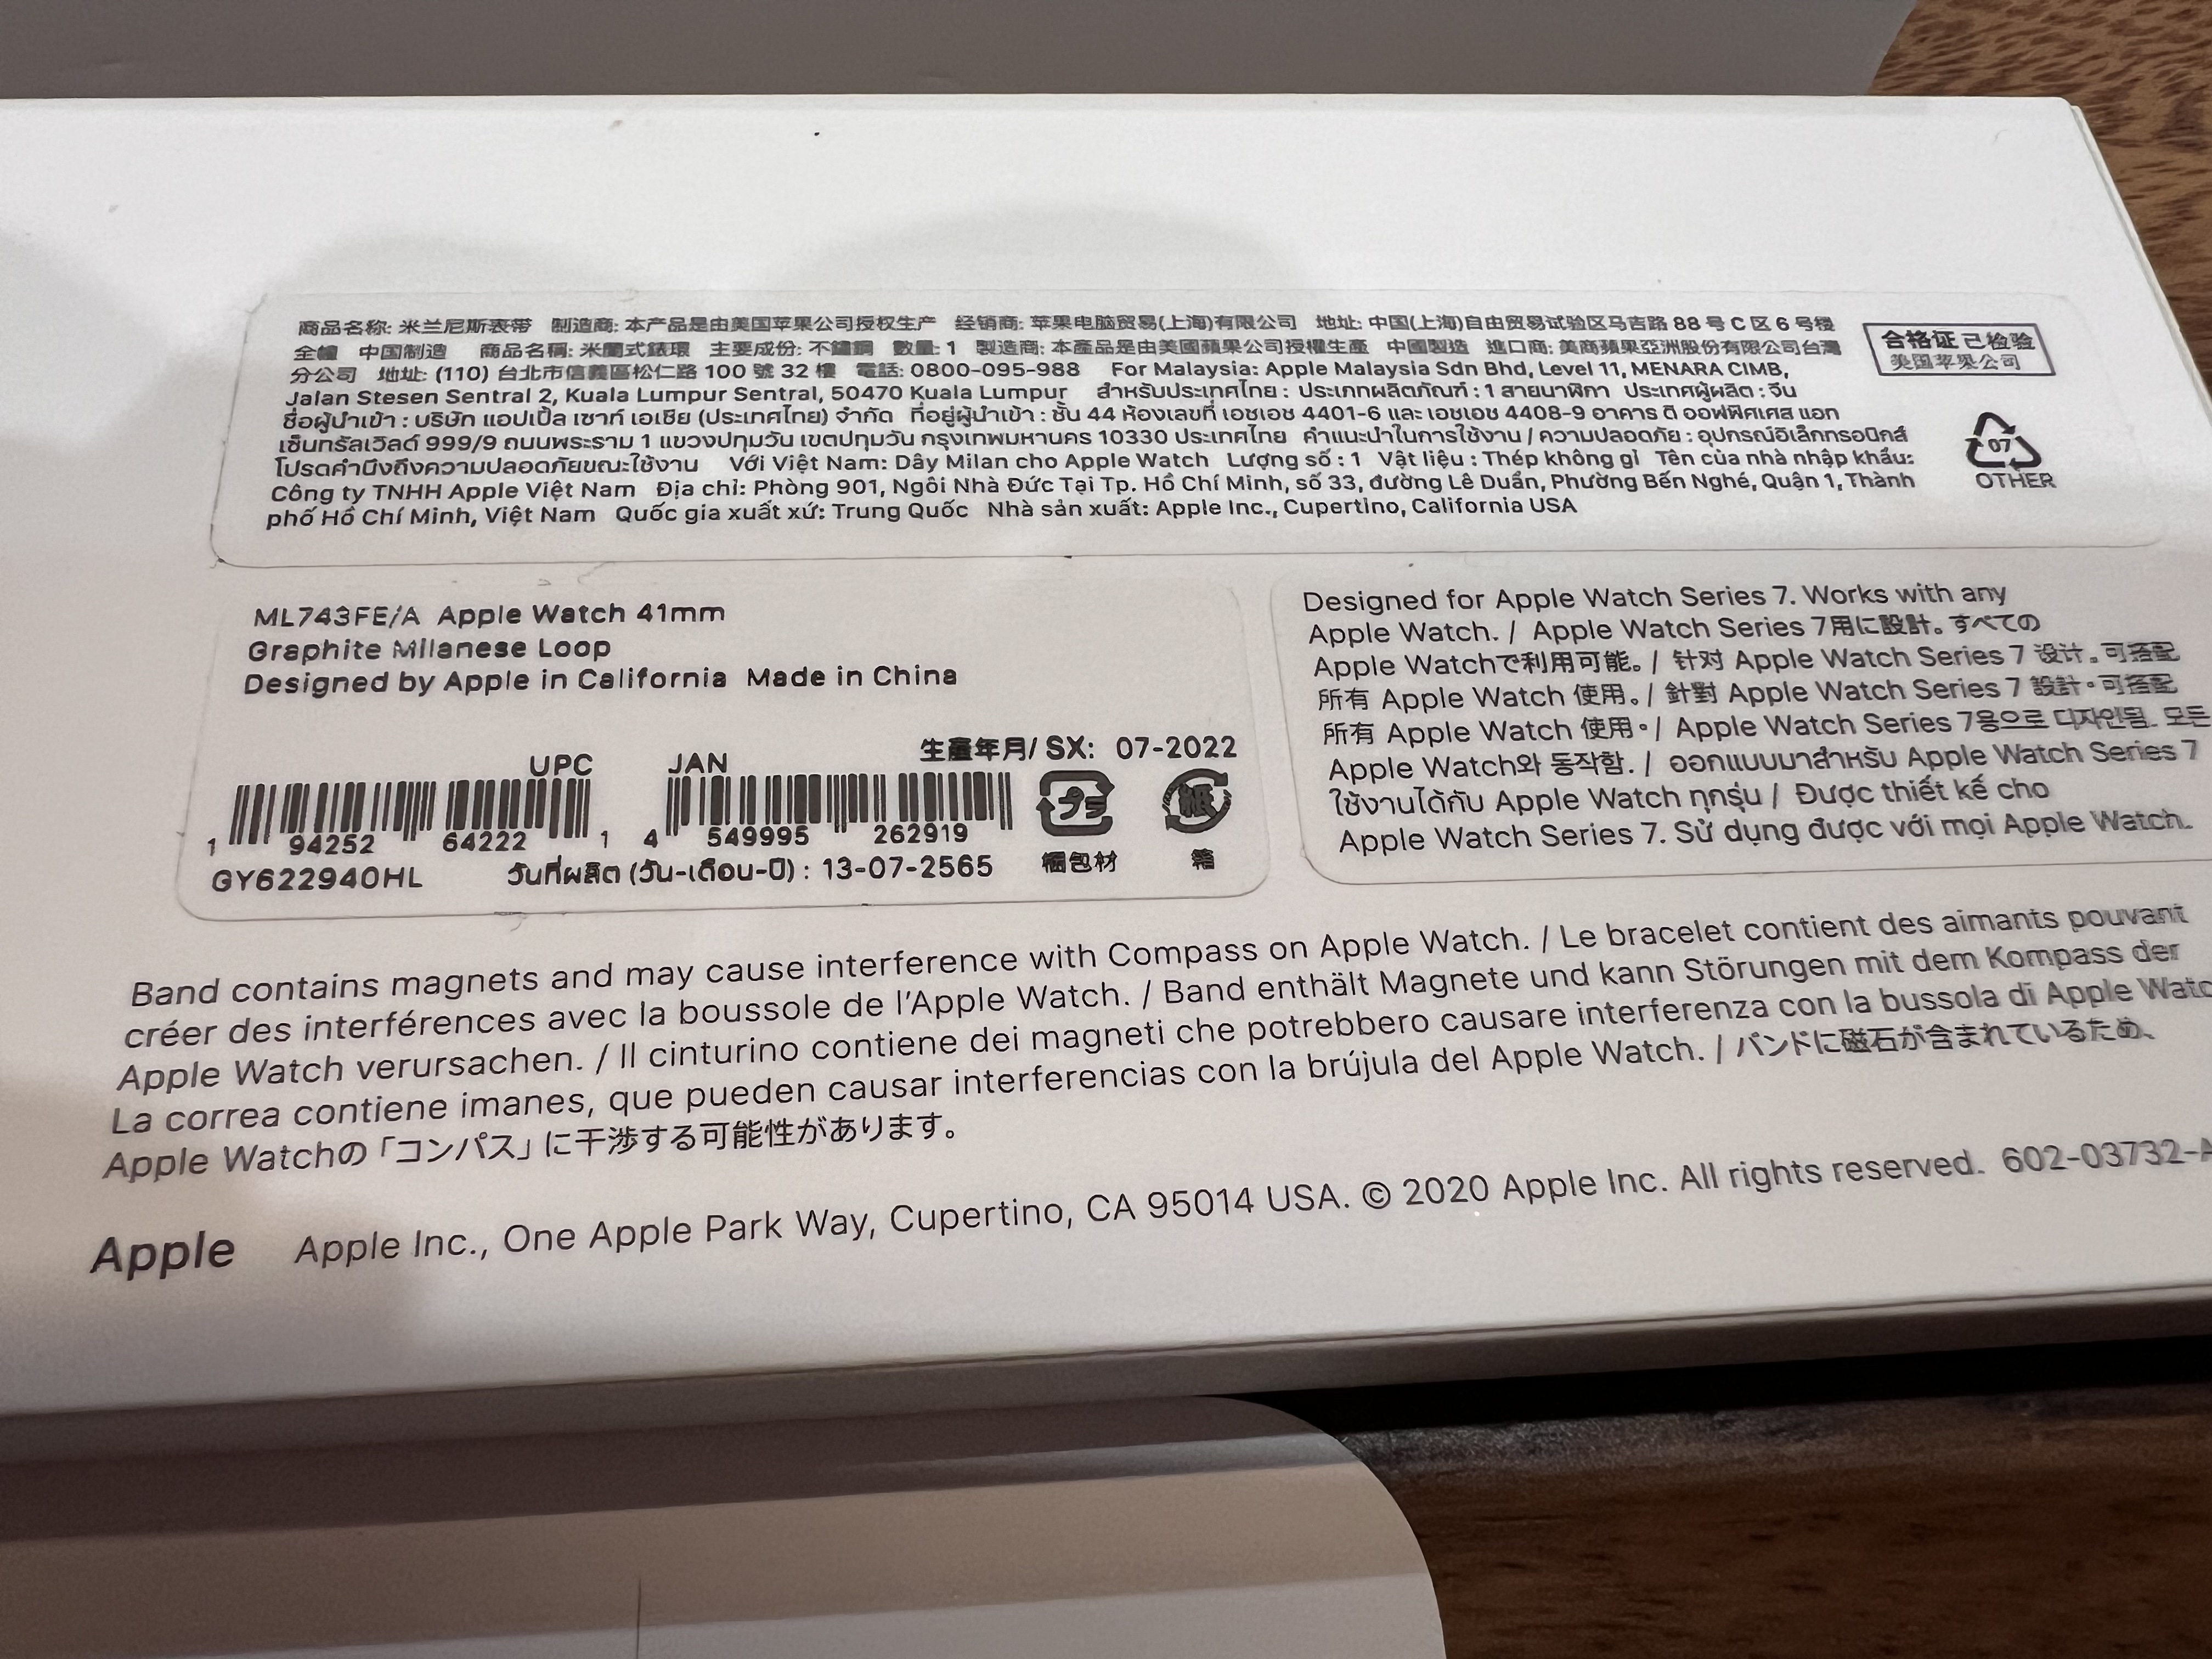 商品名称: 米兰尼斯表带 制造商: 本产品是由美国苹果公司授权生产 经销商: 苹果电脑贸易(上海)有限公司 地址: 中国(上海)自由贸易试验区马吉路 88 号 C 区 6 号楼
全幢 中国制造 商品名稱: 米蘭式錶環 主要成份: 不鏽鋼 數量: 1 製造商: 本產品是由美國蘋果公司授權生產 中國製造 進口商: 美商蘋果亞洲股份有限公司台灣
分公司 地址: (110) 台北市信義區松仁路 100 號 32 樓 電話: 0800-095-988 For Malaysia: Apple Malaysia Sdn Bhd, Level 11, MENARA CIMB,
Jalan Stesen Sentral 2, Kuala Lumpur Sentral, 50470 Kuala Lumpur สำหรับประเทศไทย : ประเภทผลิตภัณฑ์ : 1 สายนาฬิกา ประเทศผู้ผลิต : จีน
ชื่อผู้นำเข้า : บริษัท แอปเปิ้ล เซาท์ เอเชีย (ประเทศไทย) จำกัด ที่อยู่ผู้นำเข้า : ชั้น 44 ห้องเลขที่ เอชเอช 4401-6 และ เอชเอช 4408-9 อาคาร ดิ ออฟฟิศเศส แอท
เซ็นทรัลเวิลด์ 999/9 ถนนพระราม 1 แขวงปทุมวัน เขตปทุมวัน กรุงเทพมหานคร 10330 ประเทศไทย คำแนะนำในการใช้งาน / ความปลอดภัย : อุปกรณ์อิเล็กทรอนิกส์
โปรดคำนึงถึงความปลอดภัยขณะใช้งาน Với Việt Nam: Dây Milan cho Apple Watch Lượng số : 1 Vật liệu : Thép không gỉ Tên của nhà nhập khẩu:
Công ty TNHH Apple Việt Nam Địa chỉ: Phòng 901, Ngôi Nhà Đức Tại Tp. Hồ Chí Minh, số 33, đường Lê Duẩn, Phường Bến Nghé, Quận 1, Thành
phố Hồ Chí Minh, Việt Nam Quốc gia xuất xứ: Trung Quốc Nhà sản xuất: Apple Inc., Cupertino, California USA
合格证 已检验
美国苹果公司
07
OTHER
ML743FE/A Apple Watch 41mm
Graphite Milanese Loop
Designed by Apple in California Made in China
生產年月/ SX: 07-2022
UPC
JAN
1 94252 64222 1
4 549995 262919
プラ
紙
梱包材
箱
GY622940HL
วันที่ผลิต (วัน-เดือน-ปี) : 13-07-2565
Designed for Apple Watch Series 7. Works with any
Apple Watch. / Apple Watch Series 7用に設計。すべての
Apple Watchで利用可能。/ 针对 Apple Watch Series 7 设计。可搭配
所有 Apple Watch 使用。/ 針對 Apple Watch Series 7 設計。可搭配
所有 Apple Watch 使用。/ Apple Watch Series 7용으로 디자인됨. 모든
Apple Watch와 동작함. / ออกแบบมาสำหรับ Apple Watch Series 7
ใช้งานได้กับ Apple Watch ทุกรุ่น / Được thiết kế cho
Apple Watch Series 7. Sử dụng được với mọi Apple Watch.
Band contains magnets and may cause interference with Compass on Apple Watch. / Le bracelet contient des aimants pouvant
créer des interférences avec la boussole de l'Apple Watch. / Band enthält Magnete und kann Störungen mit dem Kompass der
Apple Watch verursachen. / Il cinturino contiene dei magneti che potrebbero causare interferenza con la bussola di Apple Watc
La correa contiene imanes, que pueden causar interferencias con la brújula del Apple Watch. / バンドに磁石が含まれているため、
Apple Watchの「コンパス」に干渉する可能性があります。
Apple Apple Inc., One Apple Park Way, Cupertino, CA 95014 USA. © 2020 Apple Inc. All rights reserved. 602-03732-A